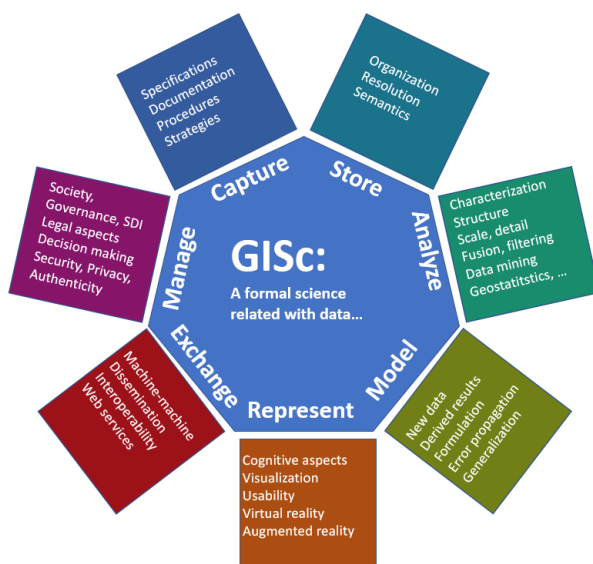 GISc:
A formal science
related with data...
Capture
Specifications
Documentation
Procedures
Strategies
Store
Organization
Resolution
Semantics
Analyze
Characterization
Structure
Scale, detail
Fusion, filtering
Data mining
Geostatitstics, ...
Model
New data
Derived results
Formulation
Error propagation
Generalization
Represent
Cognitive aspects
Visualization
Usability
Virtual reality
Augmented reality
Exchange
Machine-machine
Dissemination
Interoperability
Web services
Manage
Society,
Governance, SDI
Legal aspects
Decision making
Security, Privacy,
Authenticity